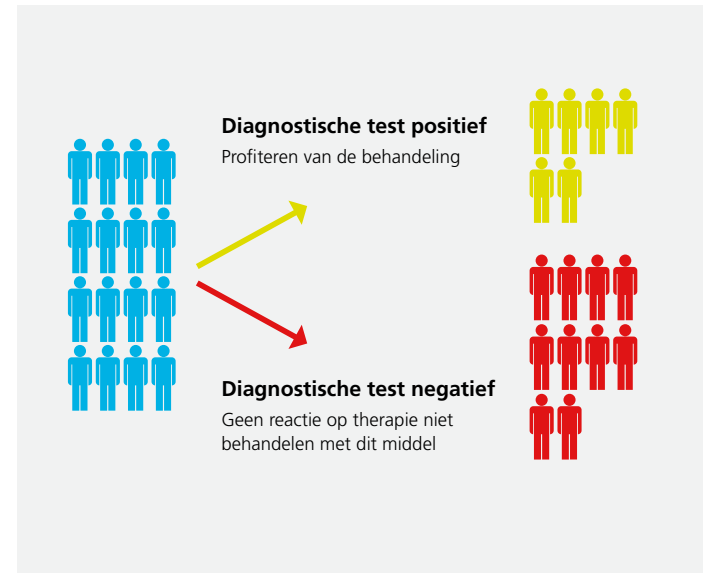 Diagnostische test positief
Profiteren van de behandeling
Diagnostische test negatief
Geen reactie op therapie niet
behandelen met dit middel